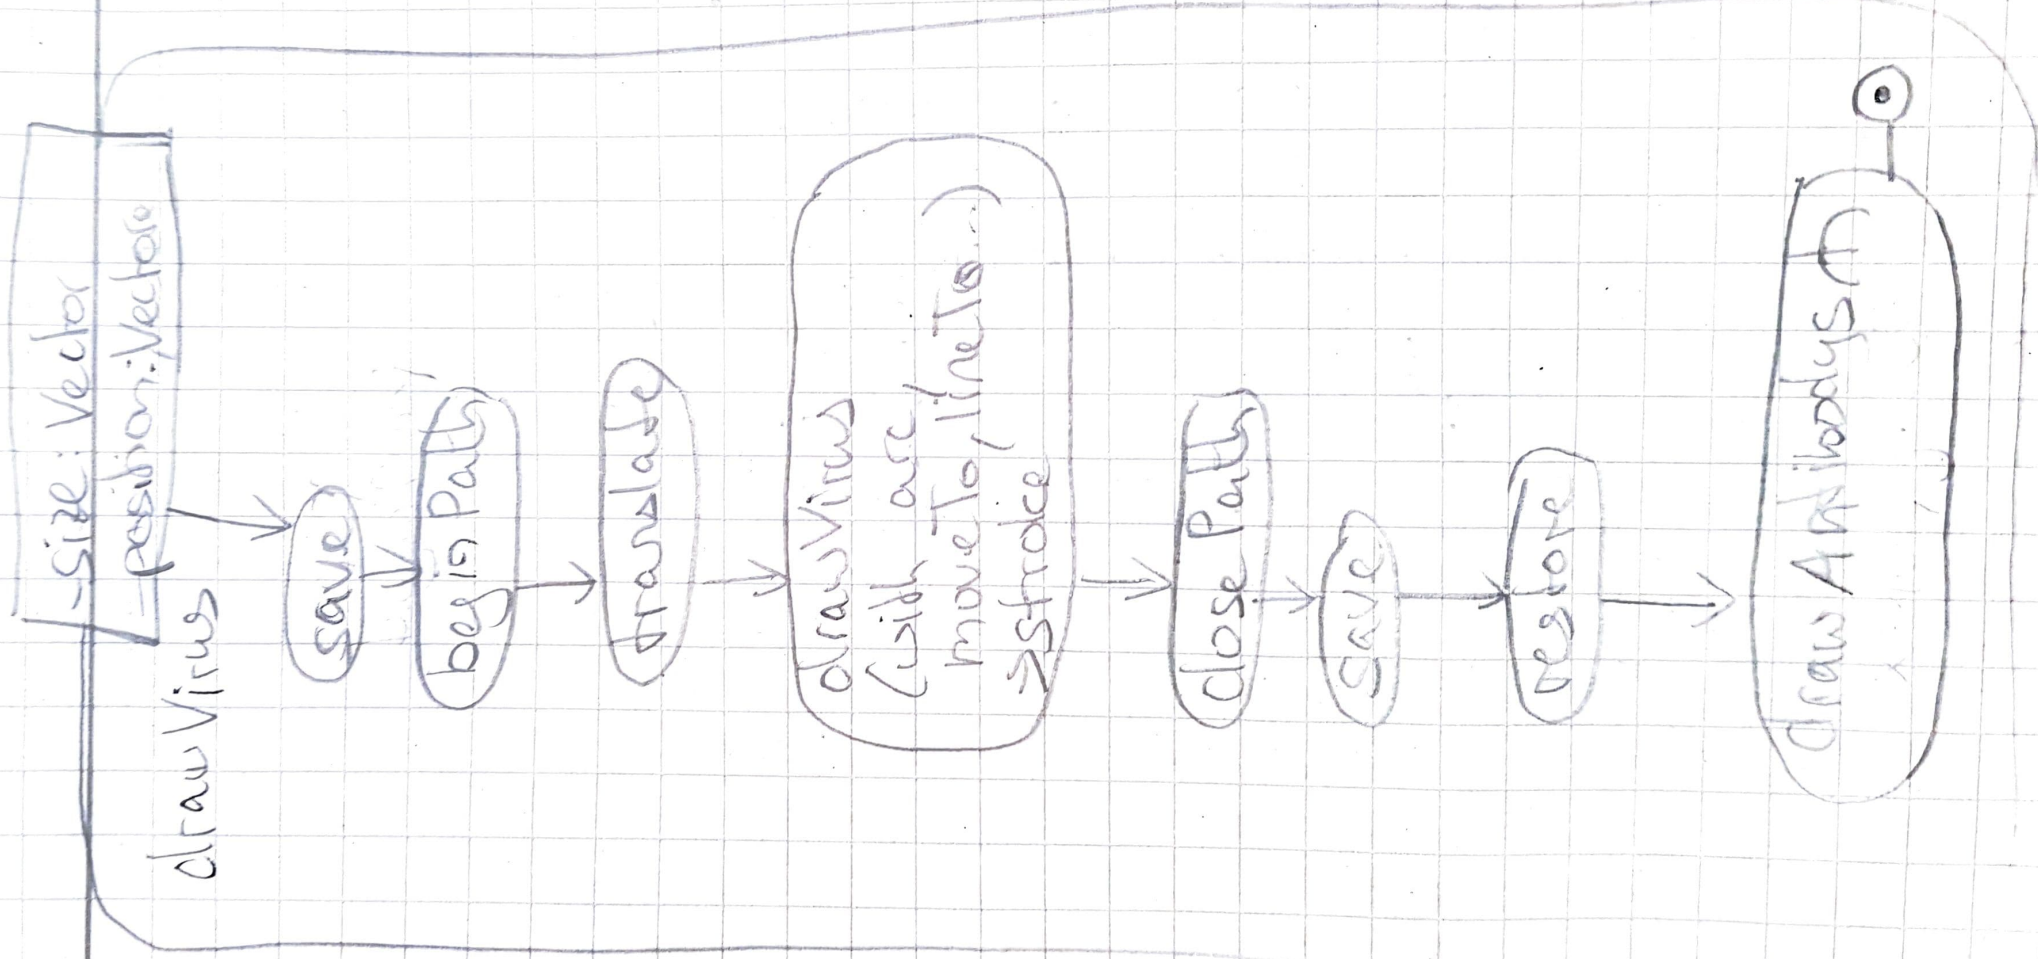 -size: Vector
-position: Vector
drawVirus
save
beginPath
translate
drawVirus
(with arc
moveTo, lineTo...)
≥stroke
closePath
save
restore
drawAntibodys